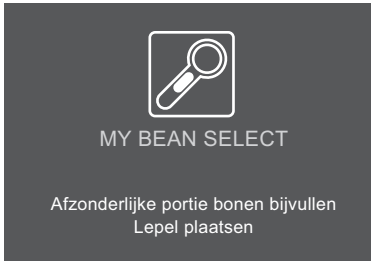 MY BEAN SELECT
Afzonderlijke portie bonen bijvullen
Lepel plaatsen